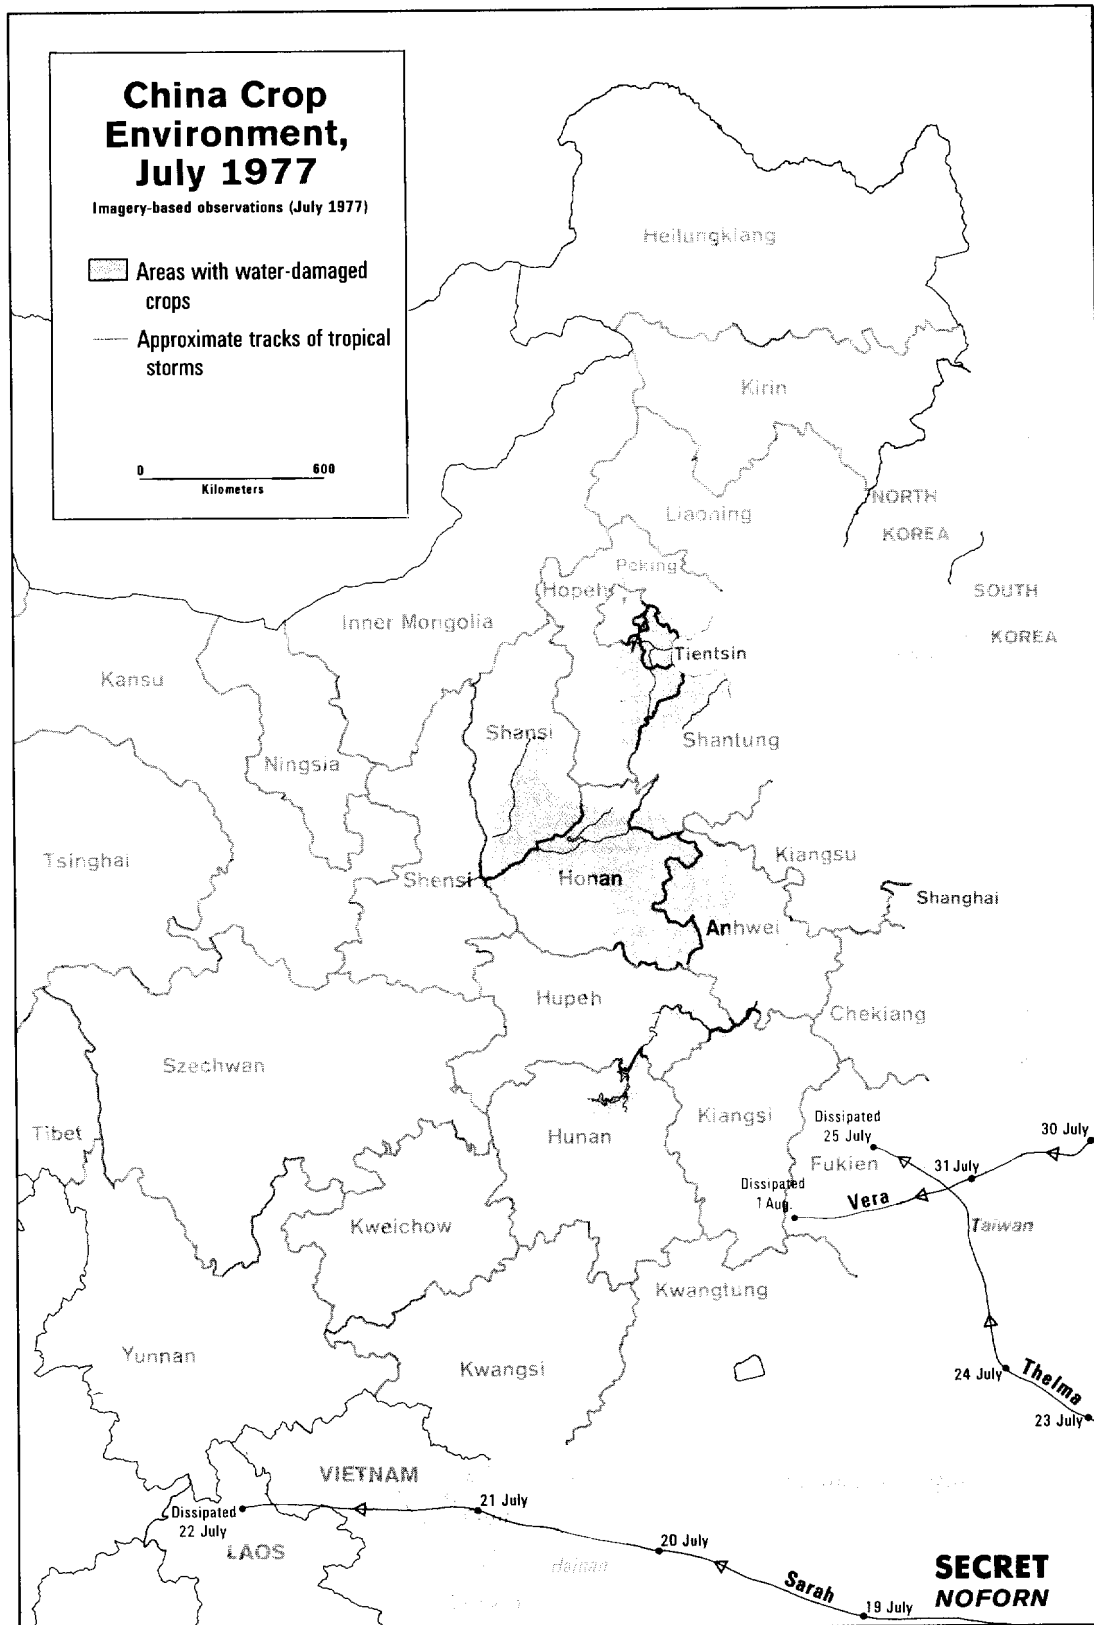 China Crop
Environment,
July 1977
Imagery-based observations (July 1977)
Areas with water-damaged
crops
Approximate tracks of tropical
storms
0 600
Kilometers
Heilungkiang
Kirin
NORTH
KOREA
Liaoning
Peking
Hopeh
SOUTH
KOREA
Inner Mongolia
Tientsin
Kansu
Shansi
Shantung
Ningsia
Tsinghai
Kiangsu
Shensi
Honan
Shanghai
Anhwei
Hupeh
Chekiang
Szechwan
Tibet
Hunan
Kiangsi
Dissipated
25 July
30 July
Fukien
31 July
Dissipated
1 Aug.
Vera
Kweichow
Taiwan
Kwangtung
Yunnan
Kwangsi
24 July
Thelma
23 July
VIETNAM
21 July
Dissipated
22 July
LAOS
20 July
Hainan
Sarah
19 July
SECRET
NOFORN